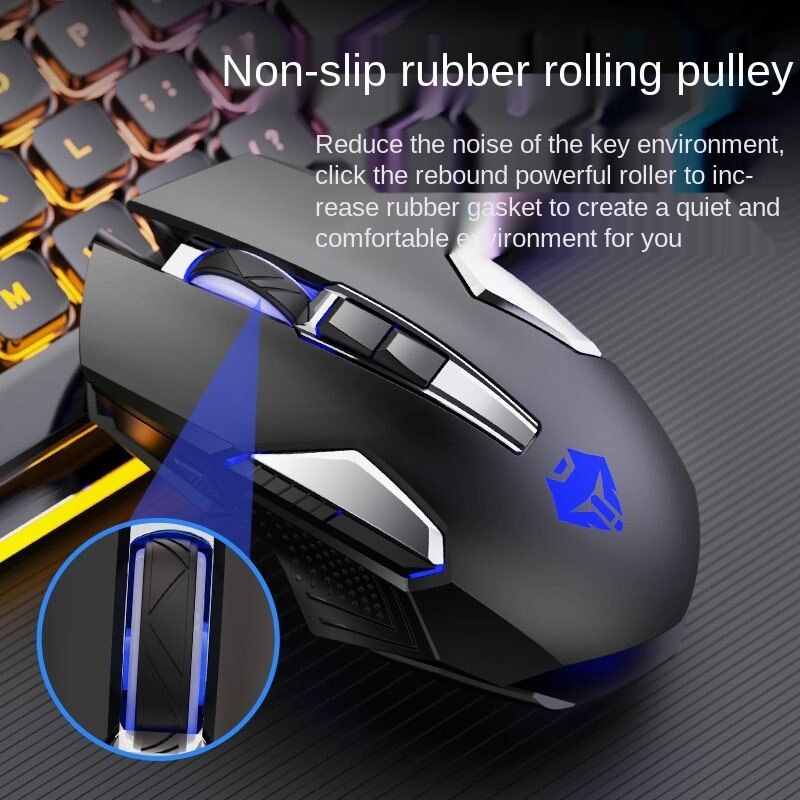 Non-slip rubber rolling pulley
Reduce the noise of the key environment,
click the rebound powerful roller to inc-
rease rubber gasket to create a quiet and
comfortable environment for you
P
L
M
!?